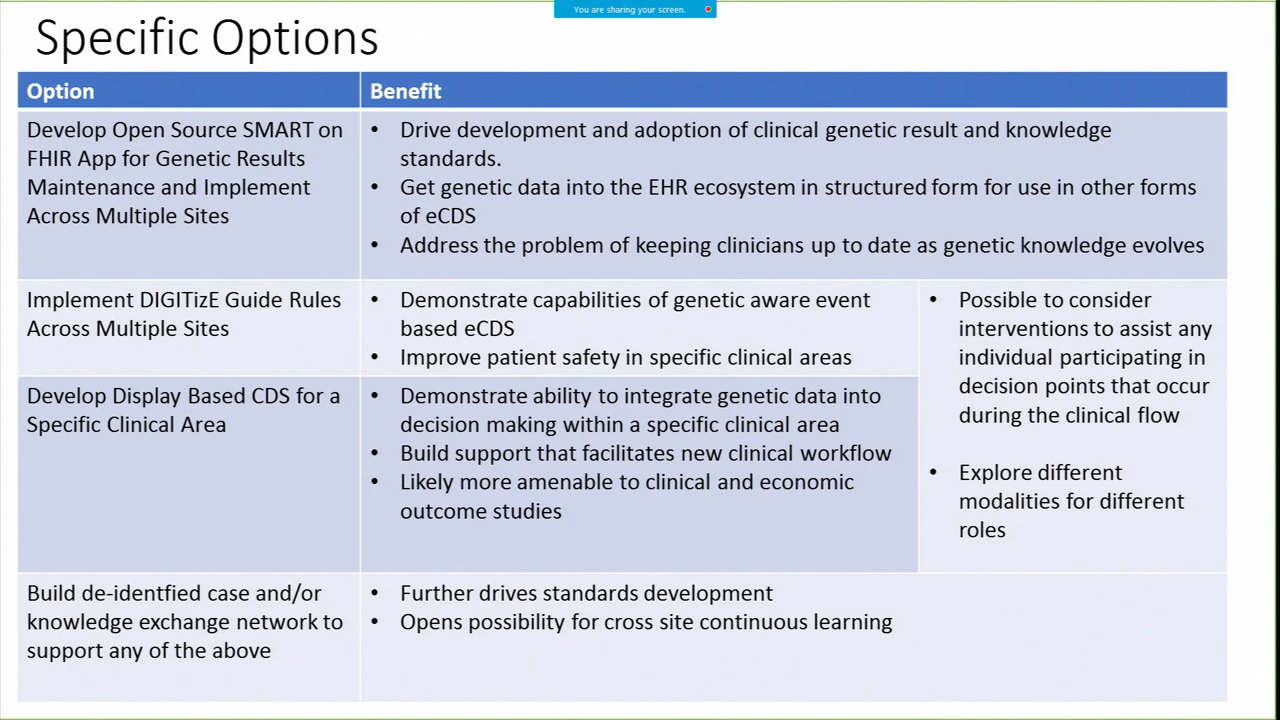 You are sharing your screen.
Specific Options
Option
Benefit
Develop Open Source SMART on
FHIR App for Genetic Results
Maintenance and Implement
Across Multiple Sites
• Drive development and adoption of clinical genetic result and knowledge
standards.
• Get genetic data into the EHR ecosystem in structured form for use in other forms
of eCDS
• Address the problem of keeping clinicians up to date as genetic knowledge evolves
Implement DIGITizE Guide Rules
Across Multiple Sites
• Demonstrate capabilities of genetic aware event
based eCDS
• Improve patient safety in specific clinical areas
Develop Display Based CDS for a
Specific Clinical Area
• Demonstrate ability to integrate genetic data into
decision making within a specific clinical area
• Build support that facilitates new clinical workflow
• Likely more amenable to clinical and economic
outcome studies
• Possible to consider
interventions to assist any
individual participating in
decision points that occur
during the clinical flow
• Explore different
modalities for different
roles
Build de-identfied case and/or
knowledge exchange network to
support any of the above
• Further drives standards development
• Opens possibility for cross site continuous learning